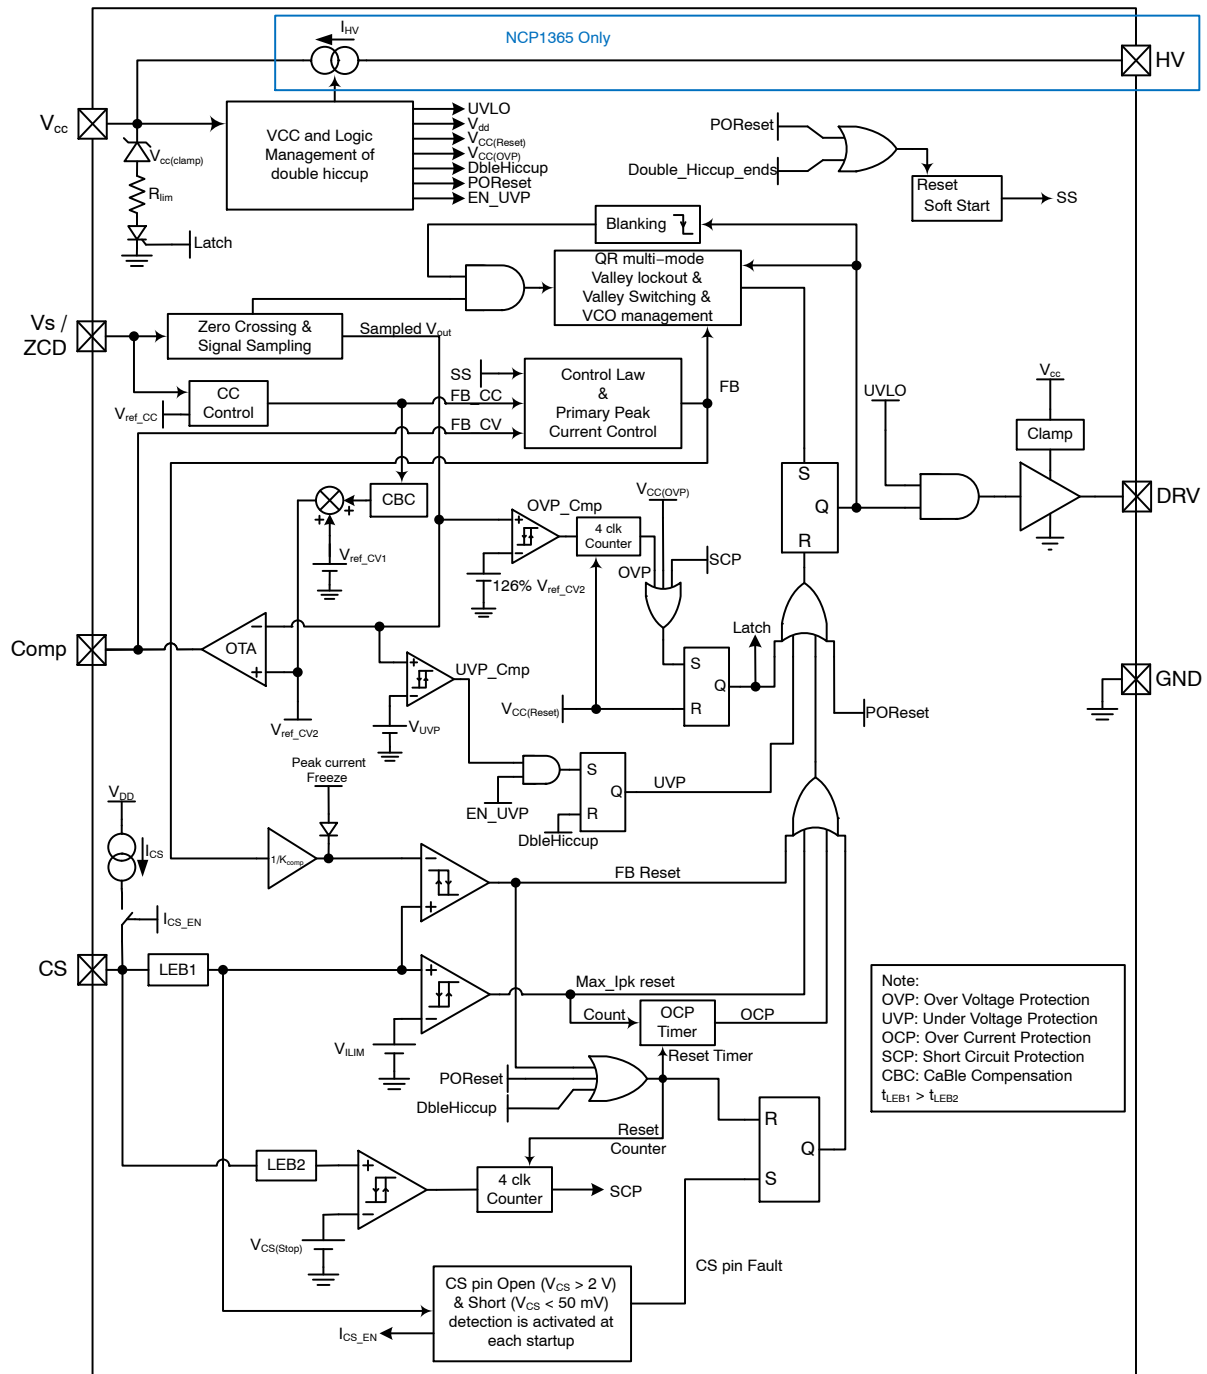 I_HV
NCP1365 Only
HV
Vcc
VCC and Logic
Management of
double hiccup
UVLO
Vdd
VCC(Reset)
VCC(OVP)
DbleHiccup
POReset
EN_UVP
Vcc(clamp)
Rlim
Latch
POReset
Double_Hiccup_ends
Reset
Soft Start
SS
Blanking
QR multi−mode
Valley lockout &
Valley Switching &
VCO management
Vs /
ZCD
Zero Crossing &
Signal Sampling
Sampled Vout
SS
Control Law
&
Primary Peak
Current Control
FB
CC
Control
Vref_CC
FB_CC
FB_CV
UVLO
Vcc
Clamp
DRV
CBC
+
+
Vref_CV1
OVP_Cmp
+
−
126% Vref_CV2
4 clk
Counter
VCC(OVP)
OVP
SCP
S
Q
R
Comp
OTA
−
+
Vref_CV2
UVP_Cmp
+
−
VUVP
VCC(Reset)
Latch
S
Q
R
POReset
GND
EN_UVP
S
Q
R
DbleHiccup
UVP
Peak current
Freeze
VDD
ICS
ICS_EN
1/Kcomp
−
+
FB Reset
CS
LEB1
+
−
VILIM
Max_Ipk reset
Count
OCP
Timer
OCP
Reset Timer
POReset
DbleHiccup
Reset
Counter
R
Q
S
LEB2
+
−
VCS(Stop)
4 clk
Counter
SCP
CS pin Fault
CS pin Open (VCS > 2 V)
& Short (VCS < 50 mV)
detection is activated at
each startup
ICS_EN
Note:
OVP: Over Voltage Protection
UVP: Under Voltage Protection
OCP: Over Current Protection
SCP: Short Circuit Protection
CBC: CaBle Compensation
tLEB1 > tLEB2